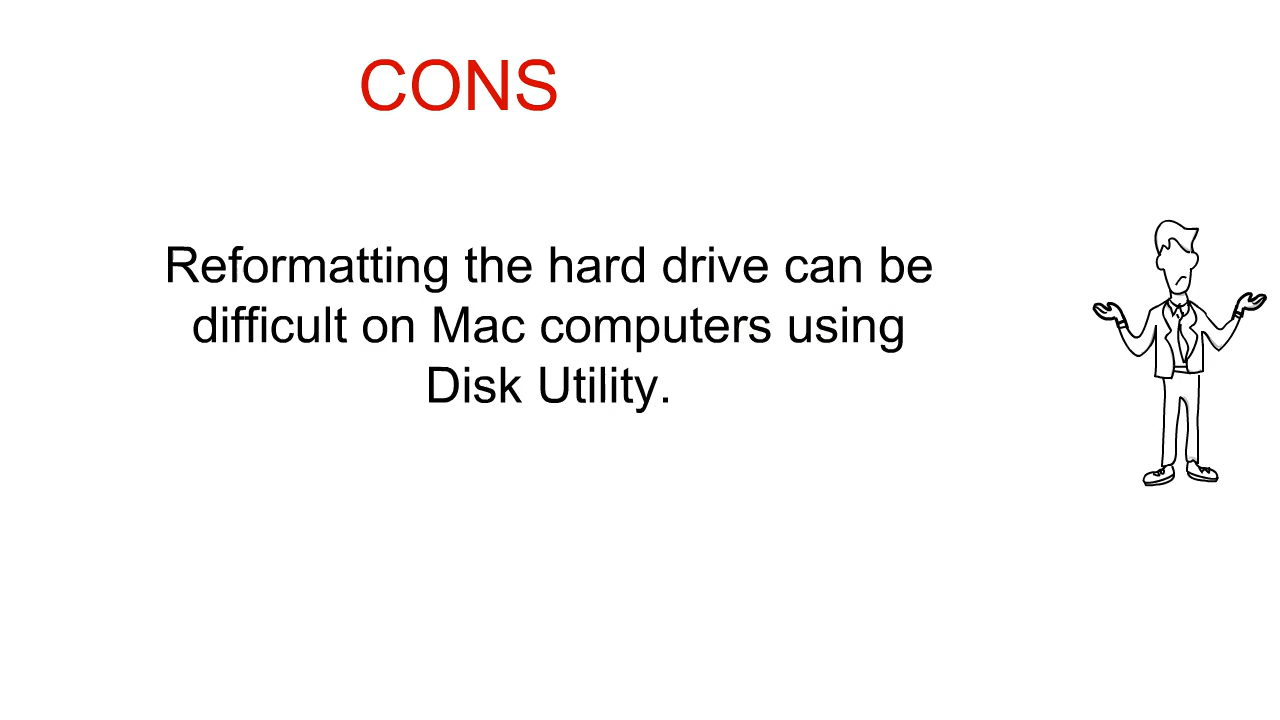 CONS
Reformatting the hard drive can be
difficult on Mac computers using
Disk Utility.